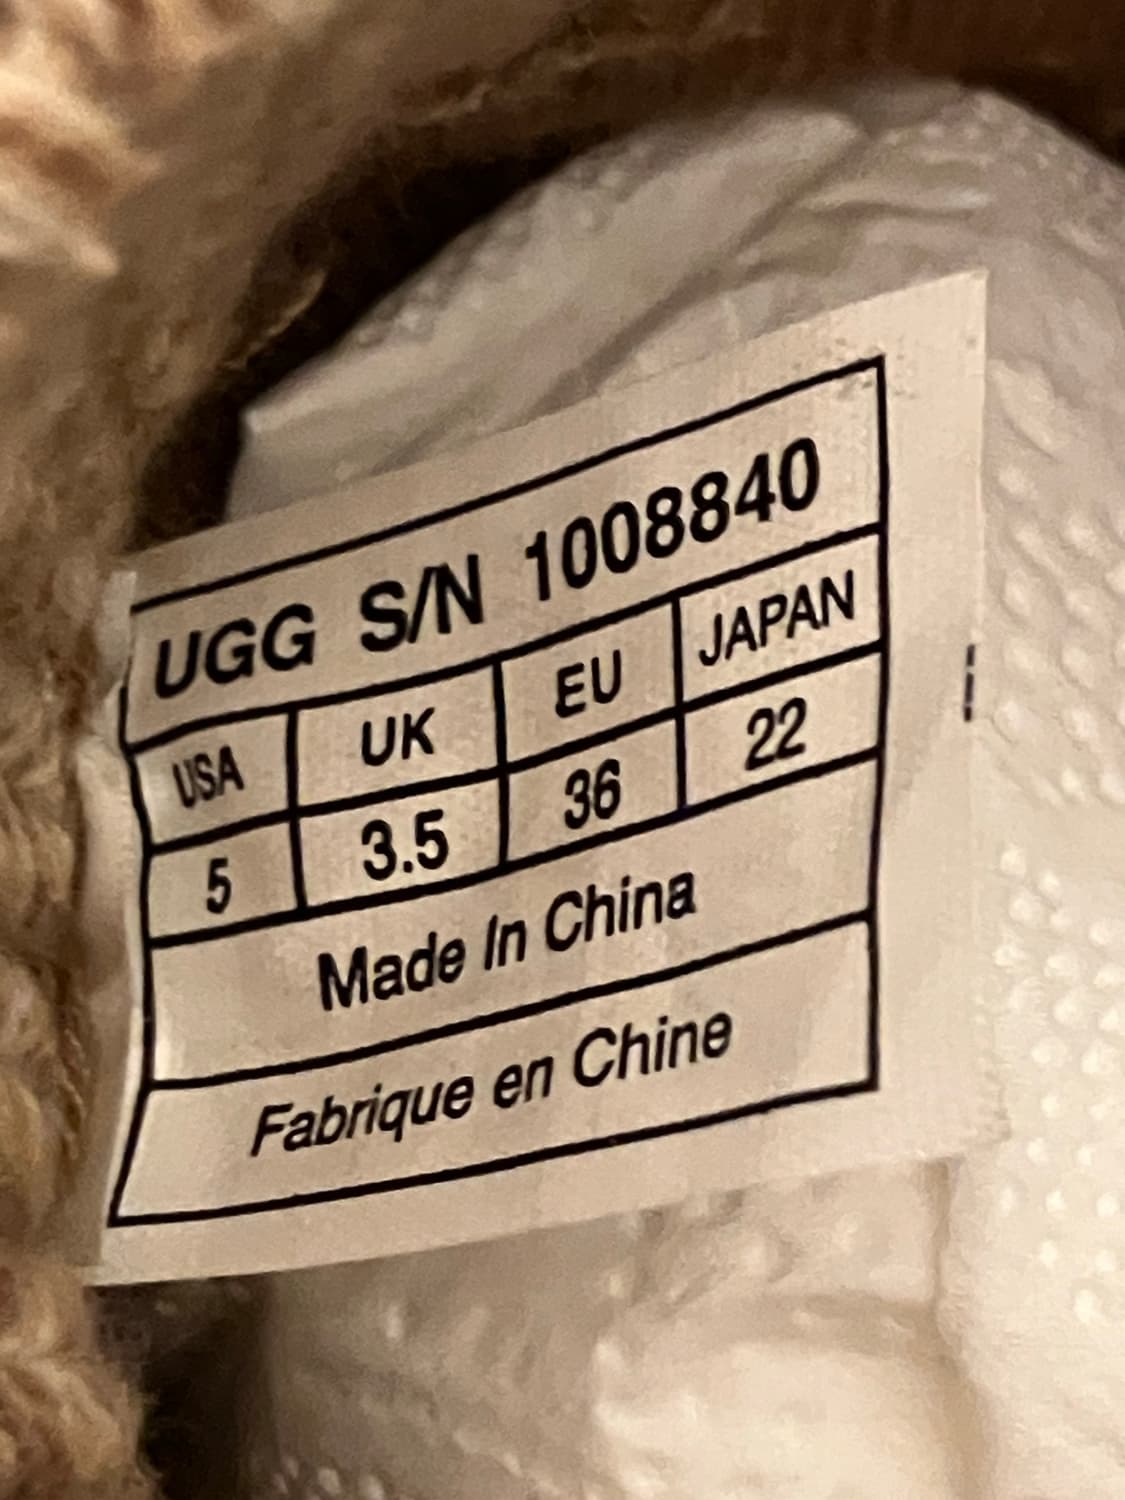 UGG S/N 1008840
USA UK EU JAPAN
5 3.5 36 22
Made In China
Fabrique en Chine